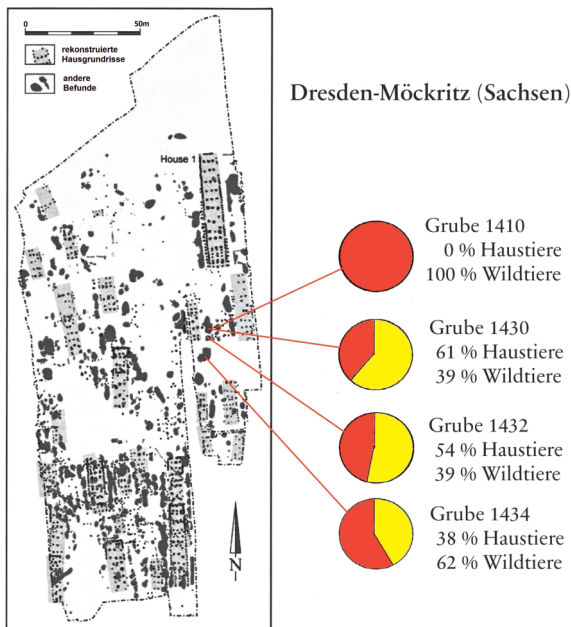 0
50m
rekonstruierte
Hausgrundrisse
andere
Befunde
House 1
N
Dresden-Möckritz (Sachsen)
Grube 1410
0 % Haustiere
100 % Wildtiere
Grube 1430
61 % Haustiere
39 % Wildtiere
Grube 1432
54 % Haustiere
39 % Wildtiere
Grube 1434
38 % Haustiere
62 % Wildtiere